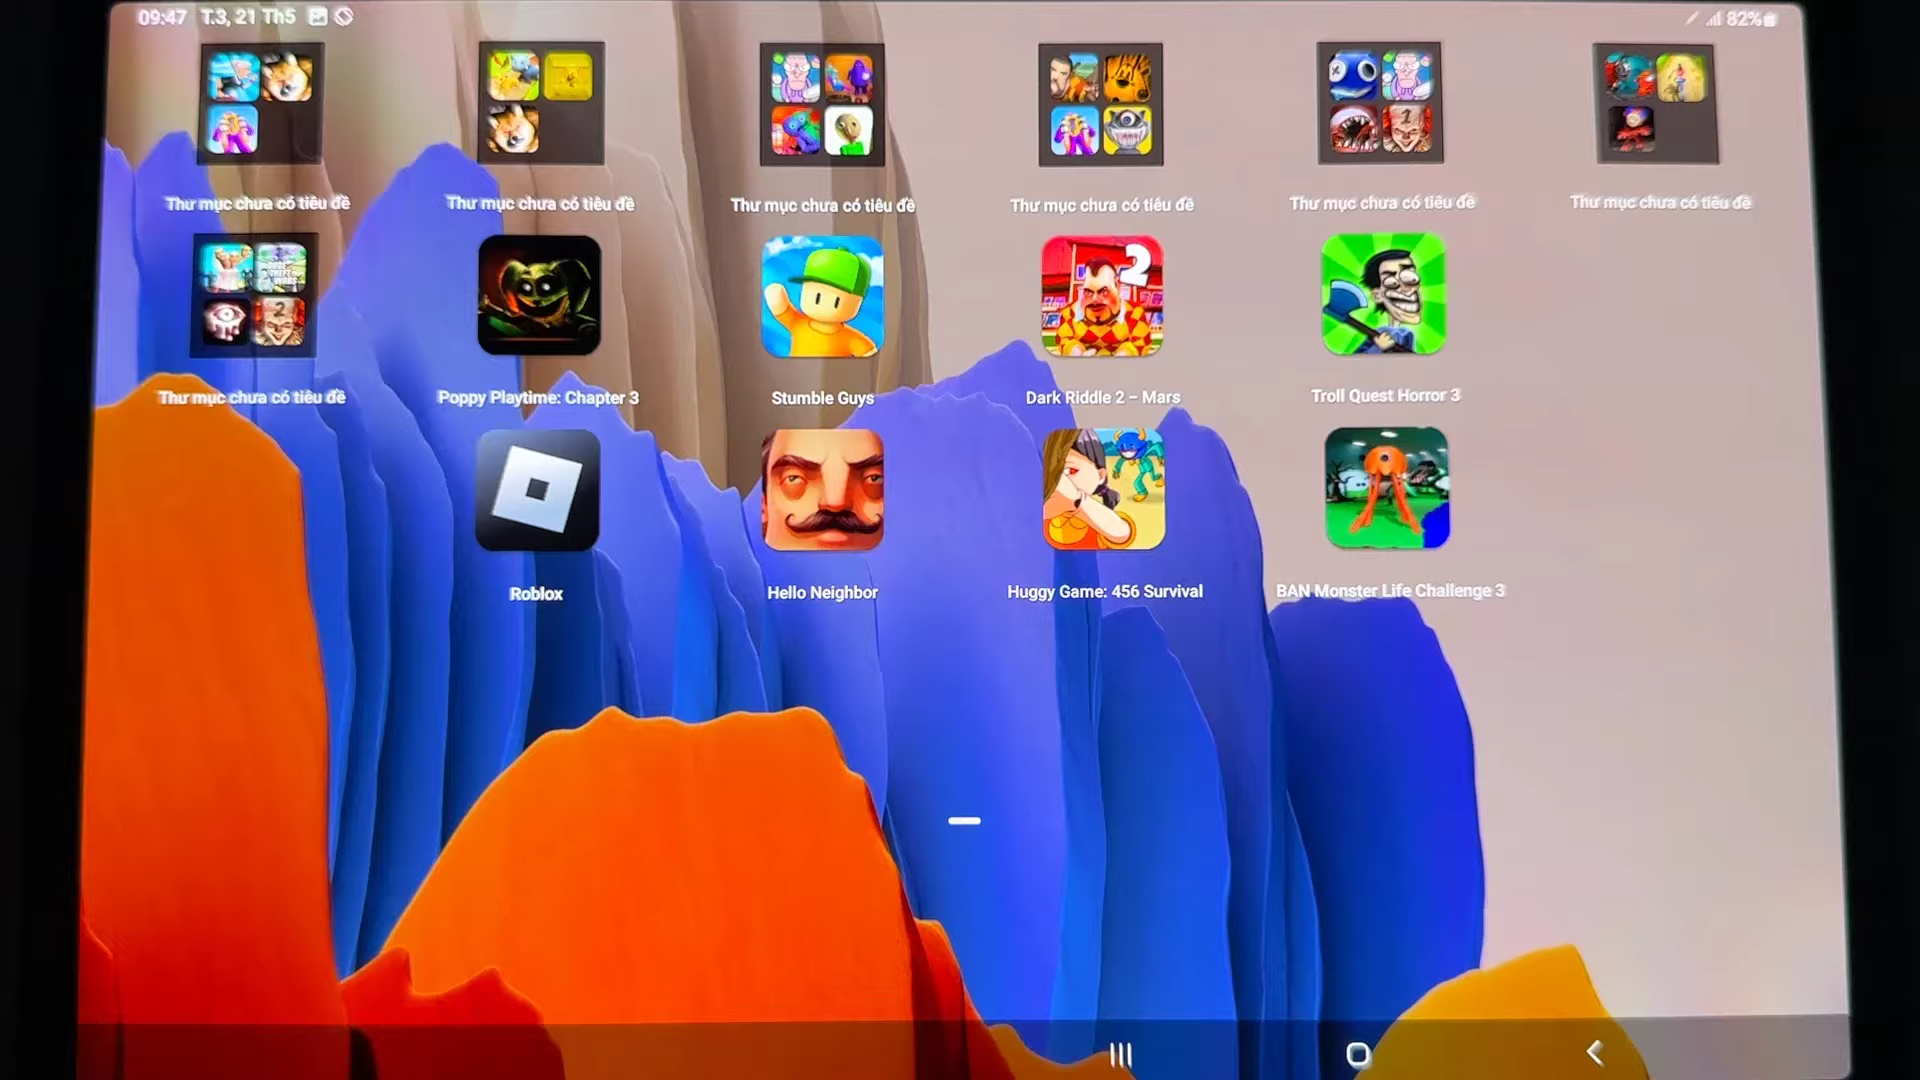 09:47 T.3, 21 Th5 82%
Thư mục chưa có tiêu đề
Thư mục chưa có tiêu đề
Thư mục chưa có tiêu đề
Thư mục chưa có tiêu đề
Thư mục chưa có tiêu đề
Thư mục chưa có tiêu đề
2
Thư mục chưa có tiêu đề
Poppy Playtime: Chapter 3
Stumble Guys
Dark Riddle 2 – Mars
Troll Quest Horror 3
Roblox
Hello Neighbor
Huggy Game: 456 Survival
BAN Monster Life Challenge 3